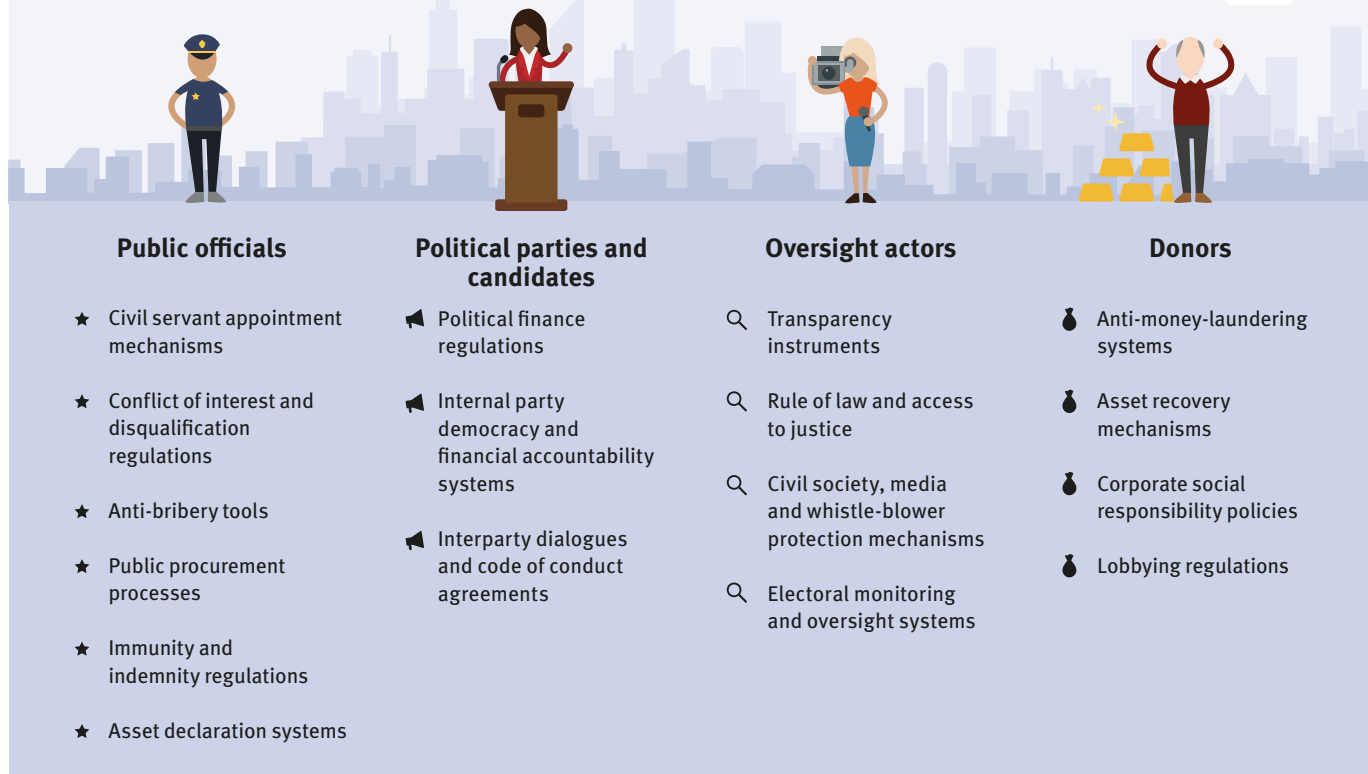 Public officials
Civil servant appointment
mechanisms
Conflict of interest and
disqualification
regulations
Anti-bribery tools
Public procurement
processes
Immunity and
indemnity regulations
Asset declaration systems
Political parties and
candidates
Political finance
regulations
Internal party
democracy and
financial accountability
systems
Interparty dialogues
and code of conduct
agreements
Oversight actors
Transparency
instruments
Rule of law and access
to justice
Civil society, media
and whistle-blower
protection mechanisms
Electoral monitoring
and oversight systems
Donors
Anti-money-laundering
systems
Asset recovery
mechanisms
Corporate social
responsibility policies
Lobbying regulations